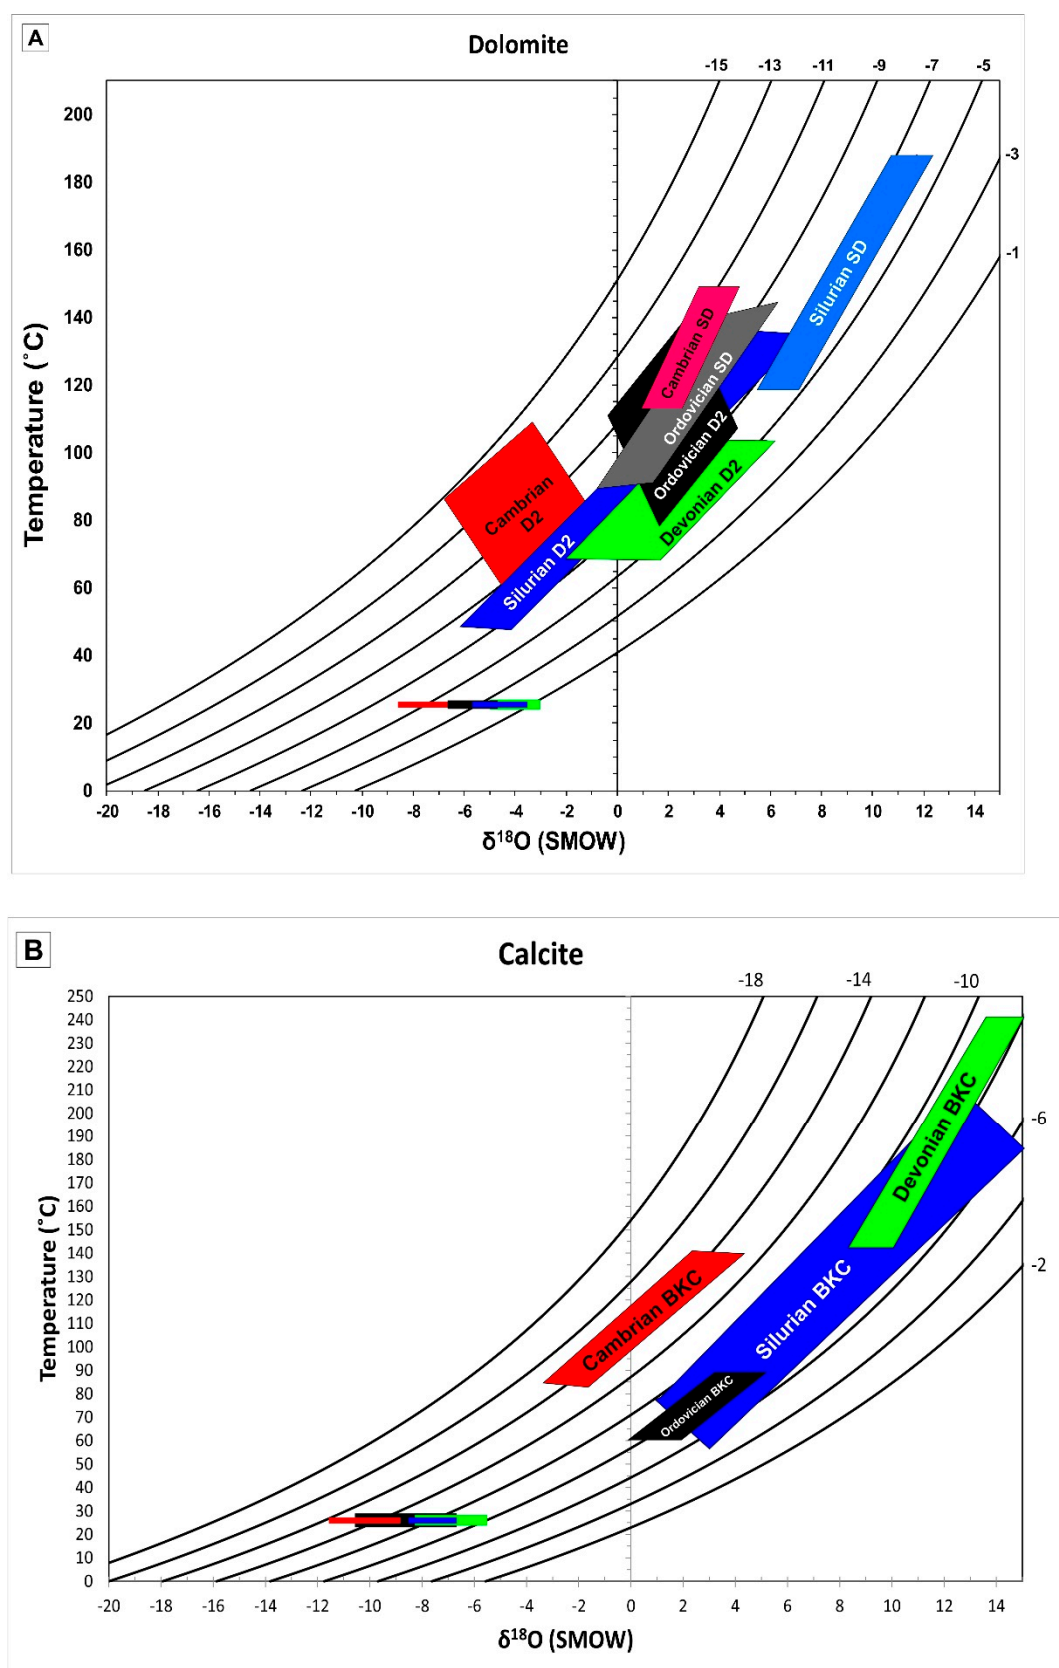 A
Dolomite
-15 -13 -11 -9 -7 -5
-3
-1
200
180
160
140
120
100
80
60
40
20
0
Temperature (˚C)
Silurian SD
Cambrian SD
Ordovician SD
Ordovician D2
Devonian D2
Cambrian
D2
Silurian D2
-20 -18 -16 -14 -12 -10 -8 -6 -4 -2 0 2 4 6 8 10 12 14
δ18O (SMOW)
B
Calcite
-18 -14 -10
-6
-2
250
240
230
220
210
200
190
180
170
160
150
140
130
120
110
100
90
80
70
60
50
40
30
20
10
0
Temperature (˚C)
Devonian BKC
Silurian BKC
Cambrian BKC
Ordovician BKC
-20 -18 -16 -14 -12 -10 -8 -6 -4 -2 0 2 4 6 8 10 12 14
δ18O (SMOW)